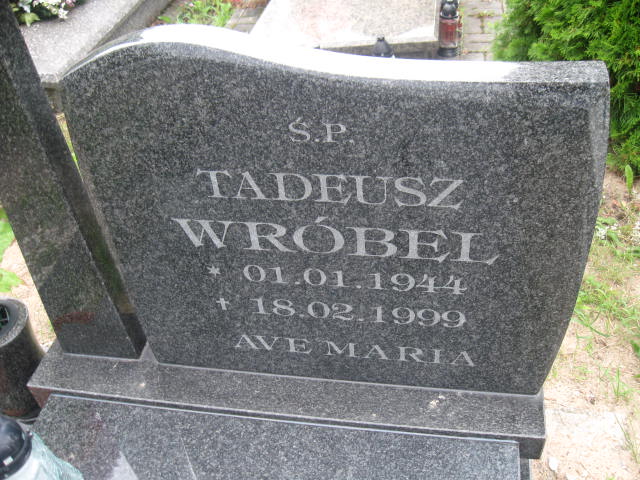 Ś.P.
TADEUSZ
WRÓBEL
* 01.01.1944
+ 18.02.1999
AVE MARIA